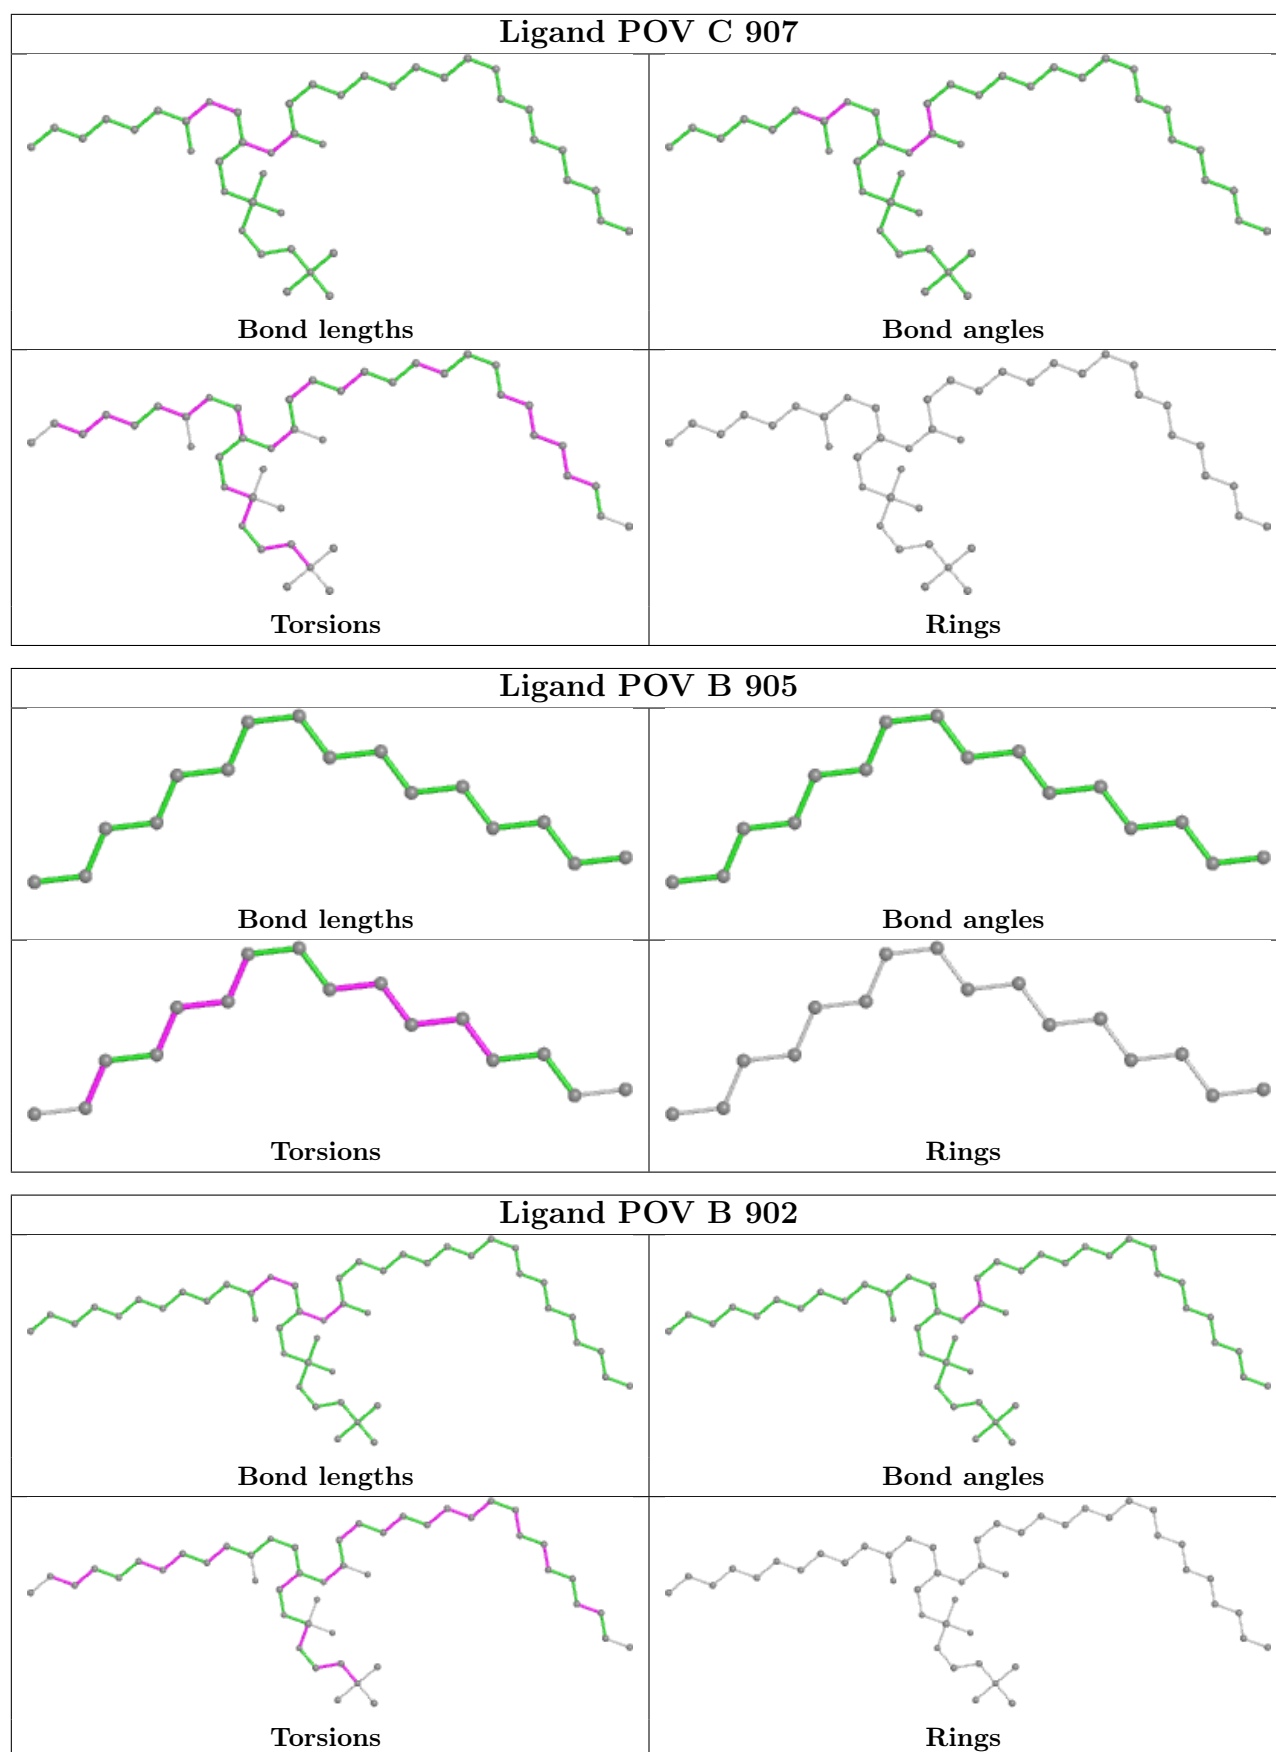 Ligand POV C 907
Bond lengths
Bond angles
Torsions
Rings
Ligand POV B 905
Bond lengths
Bond angles
Torsions
Rings
Ligand POV B 902
Bond lengths
Bond angles
Torsions
Rings